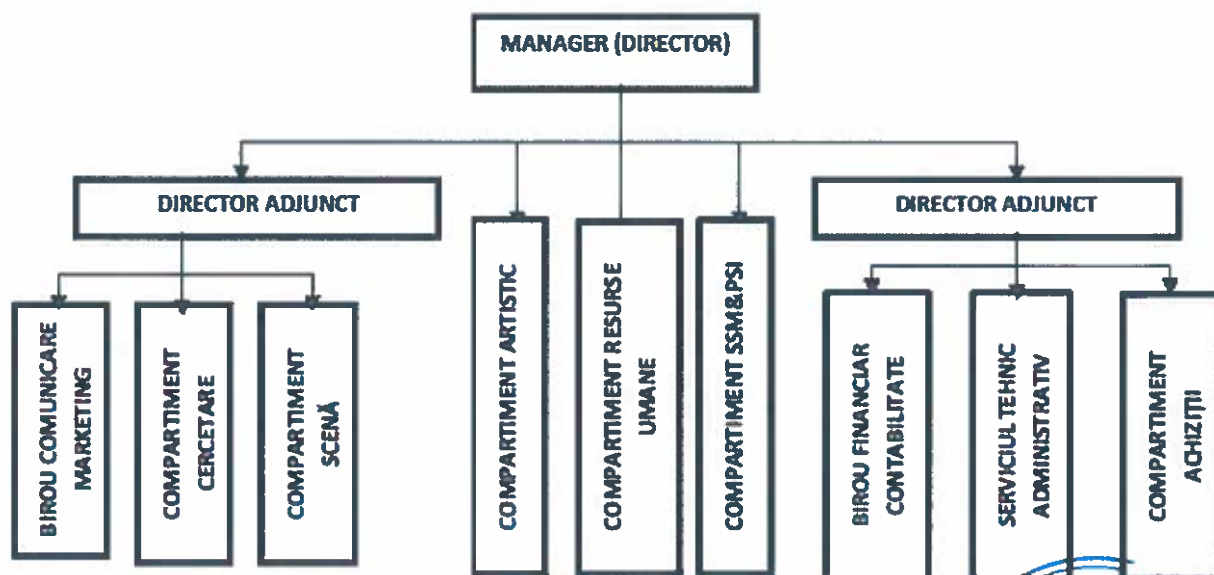 MANAGER (DIRECTOR)
DIRECTOR ADJUNCT
DIRECTOR ADJUNCT
BIROU COMUNICARE
MARKETING
COMPARTIMENT
CERCETARE
COMPARTIMENT
SCENĂ
COMPARTIMENT ARTISTIC
COMPARTIMENT RESURSE
UMANE
COMPARTIMENT SSM&PSI
BIROU FINANCIAR
CONTABILITATE
SERVICIUL TEHNIC
ADMINISTRATIV
COMPARTIMENT
ACHIZIȚII